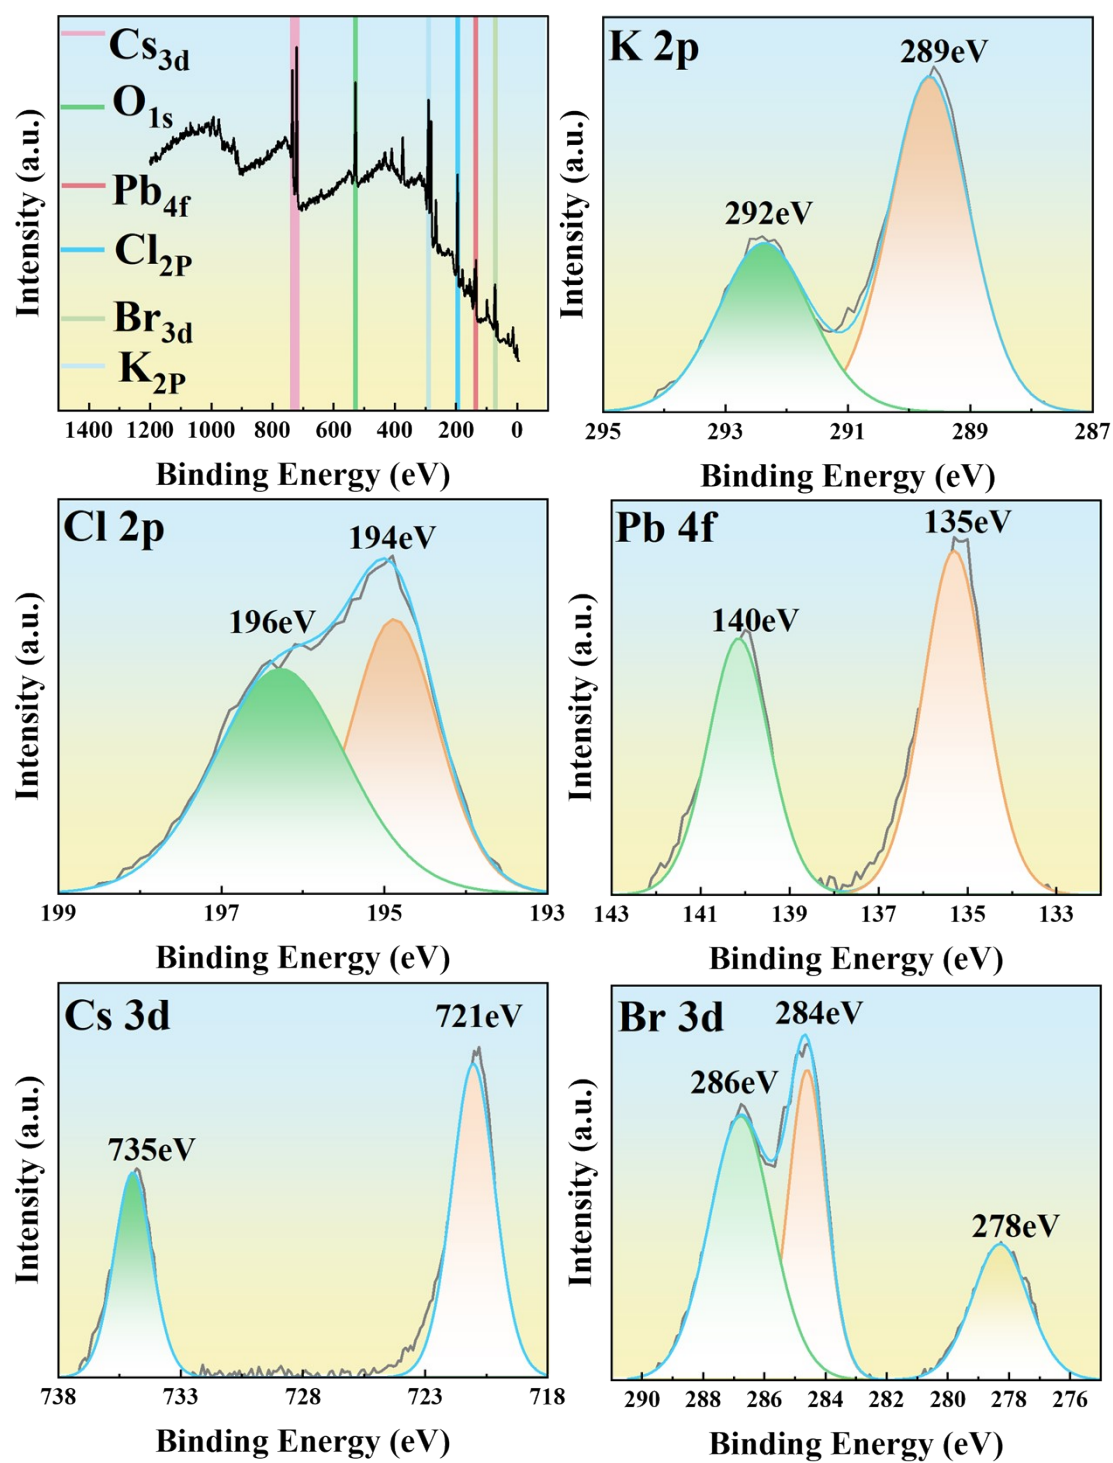 Cs3d
O1s
Pb4f
Cl2P
Br3d
K2P
Intensity (a.u.)
1400 1200 1000 800 600 400 200 0
Binding Energy (eV)
K 2p
289eV
292eV
Intensity (a.u.)
295 293 291 289 287
Binding Energy (eV)
Cl 2p
194eV
196eV
Intensity (a.u.)
199 197 195 193
Binding Energy (eV)
Pb 4f
135eV
140eV
Intensity (a.u.)
143 141 139 137 135 133
Binding Energy (eV)
Cs 3d
721eV
735eV
Intensity (a.u.)
738 733 728 723 718
Binding Energy (eV)
Br 3d
284eV
286eV
278eV
Intensity (a.u.)
290 288 286 284 282 280 278 276
Binding Energy (eV)